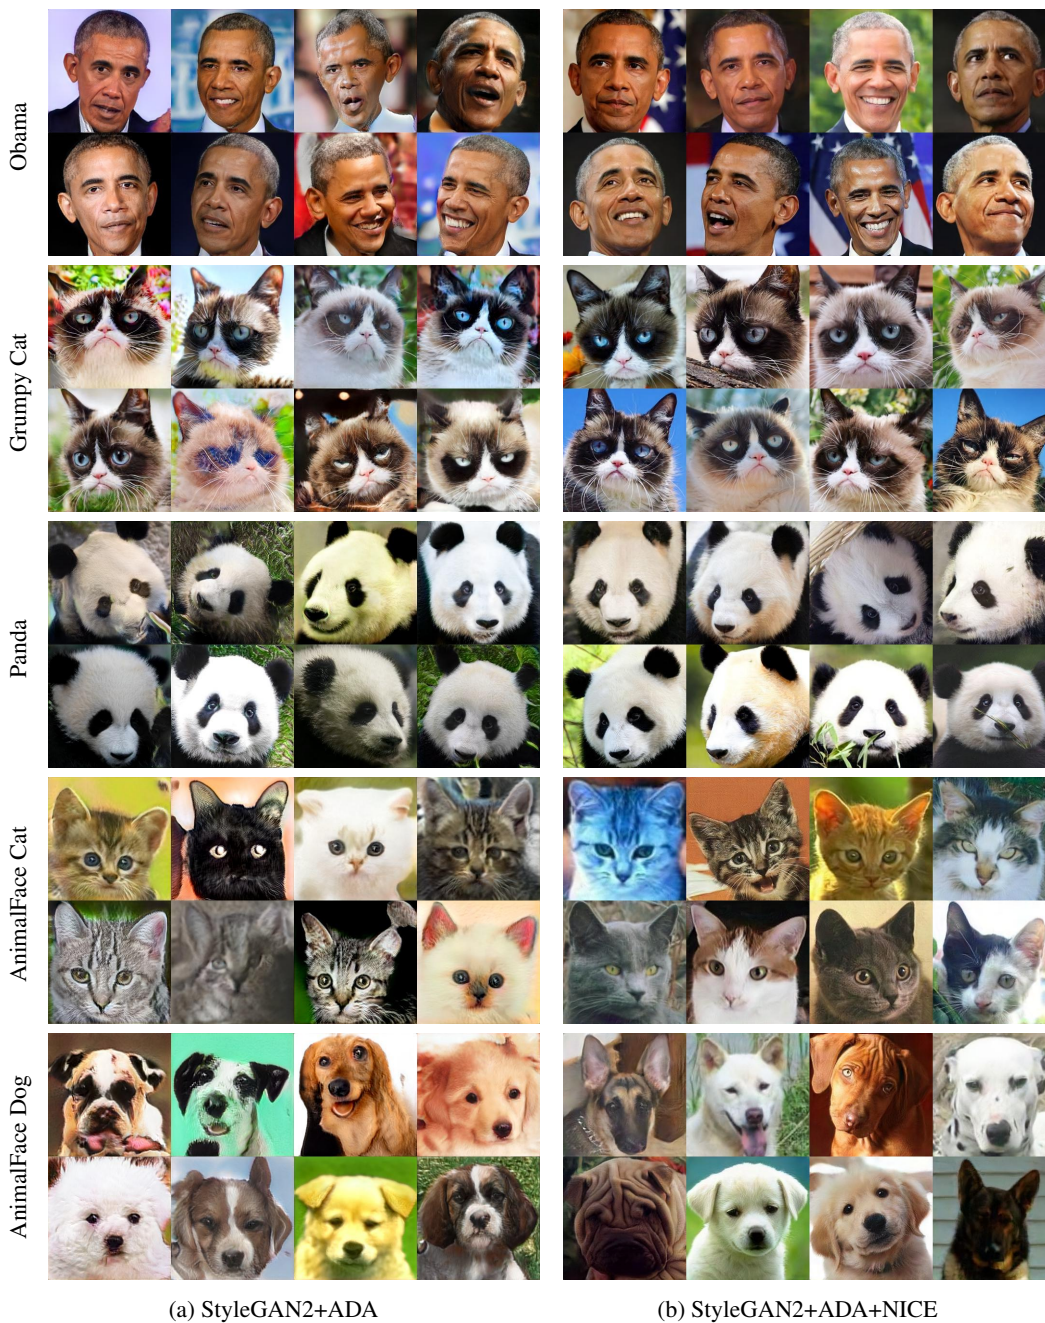 Obama
Grumpy Cat
Panda
AnimalFace Cat
AnimalFace Dog
(a) StyleGAN2+ADA
(b) StyleGAN2+ADA+NICE